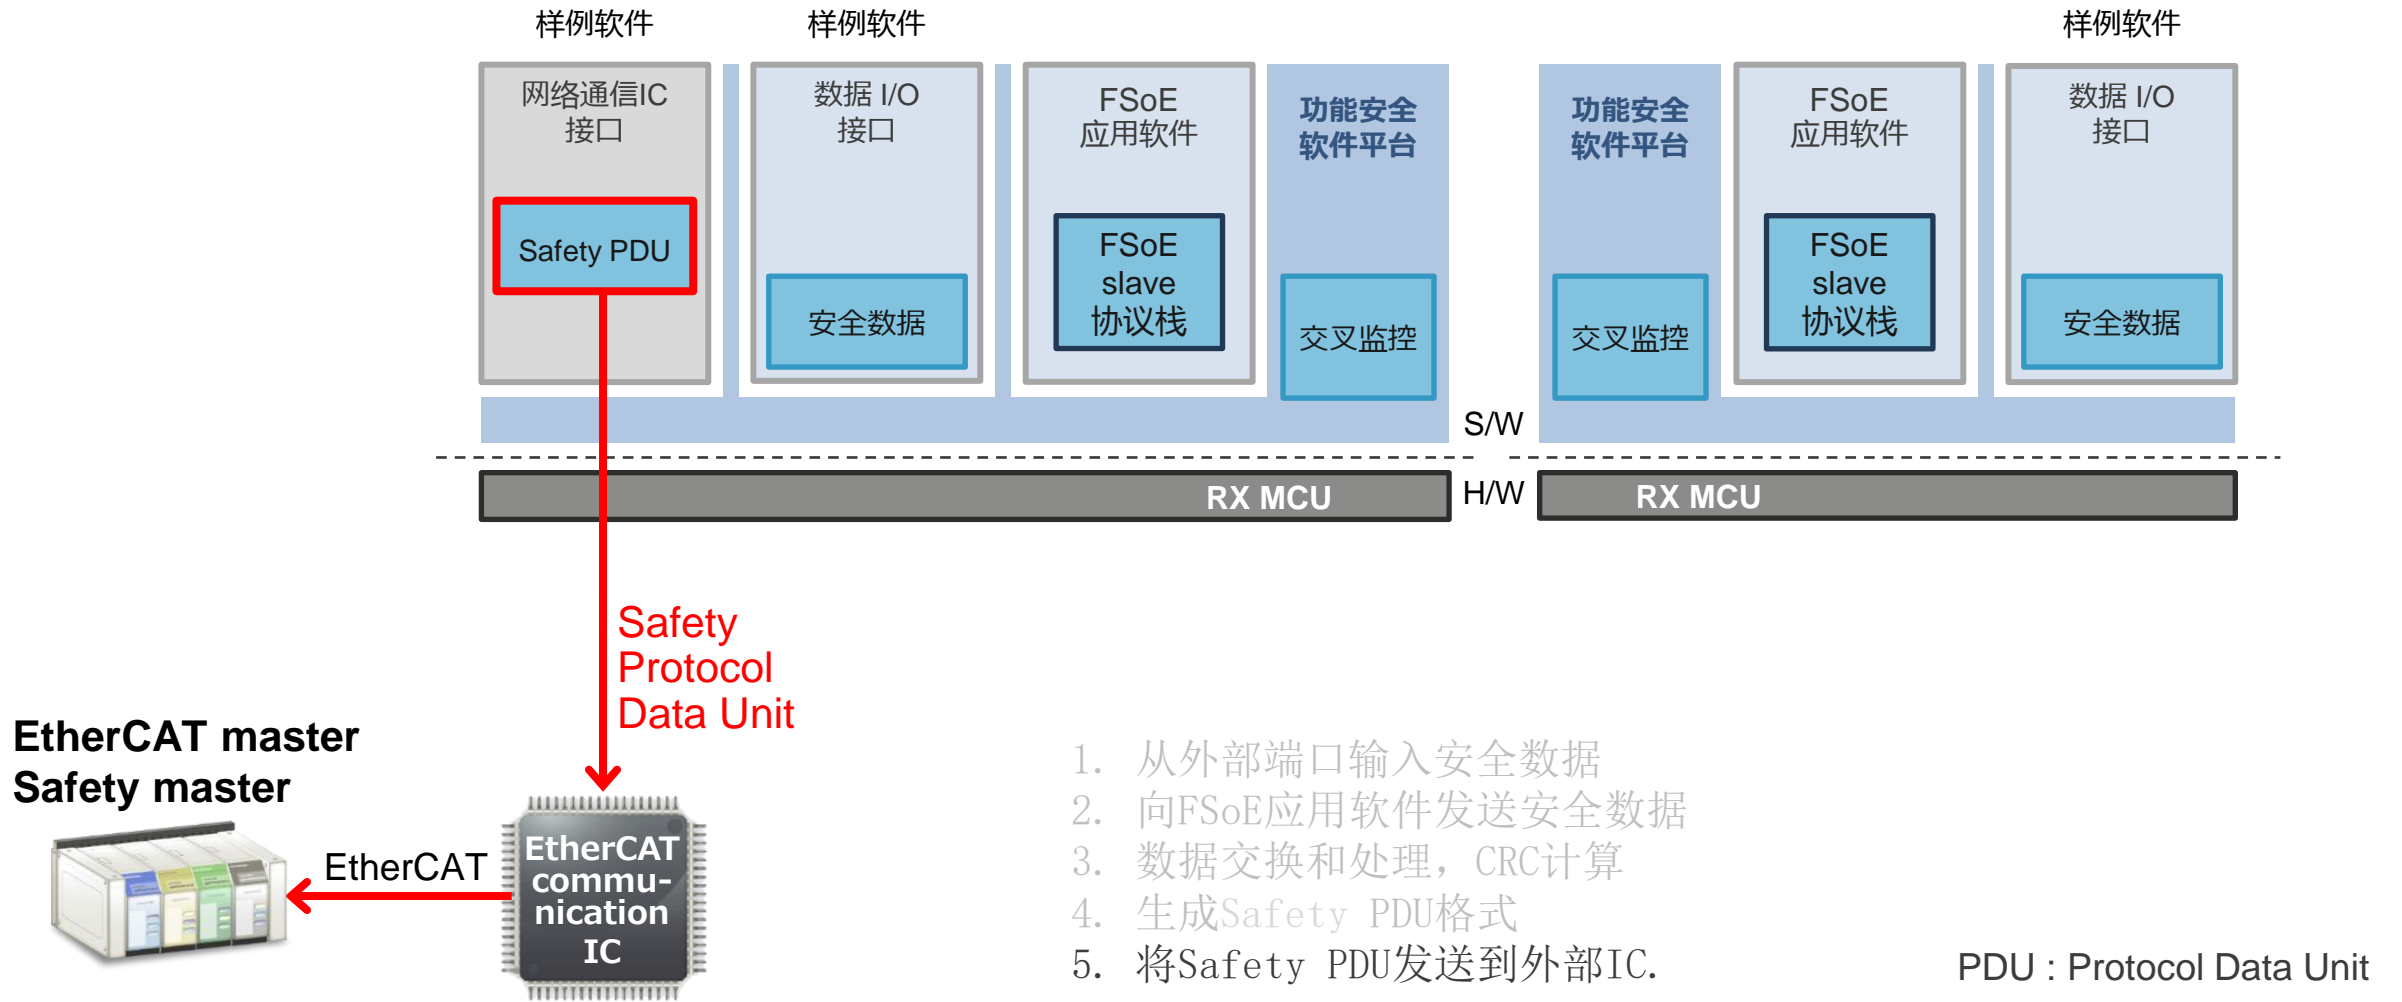 样例软件
样例软件
样例软件
网络通信IC
接口
数据 I/O
接口
FSoE
应用软件
功能安全
软件平台
功能安全
软件平台
FSoE
应用软件
数据 I/O
接口
Safety PDU
安全数据
FSoE
slave
协议栈
交叉监控
交叉监控
FSoE
slave
协议栈
安全数据
S/W
H/W
RX MCU
RX MCU
Safety
Protocol
Data Unit
EtherCAT master
Safety master
EtherCAT
EtherCAT
commu-
nication
IC
1. 从外部端口输入安全数据
2. 向FSoE应用软件发送安全数据
3. 数据交换和处理，CRC计算
4. 生成Safety PDU格式
5. 将Safety PDU发送到外部IC.
PDU : Protocol Data Unit